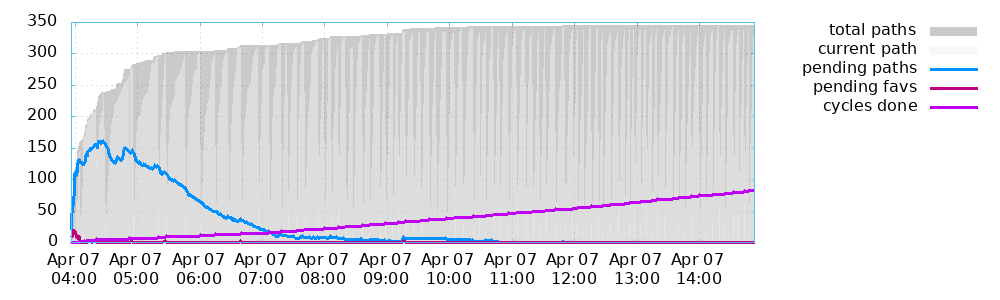 350
300
250
200
150
100
50
0
Apr 07 Apr 07 Apr 07 Apr 07 Apr 07 Apr 07 Apr 07 Apr 07 Apr 07 Apr 07 Apr 07
04:00 05:00 06:00 07:00 08:00 09:00 10:00 11:00 12:00 13:00 14:00
total paths
current path
pending paths
pending favs
cycles done